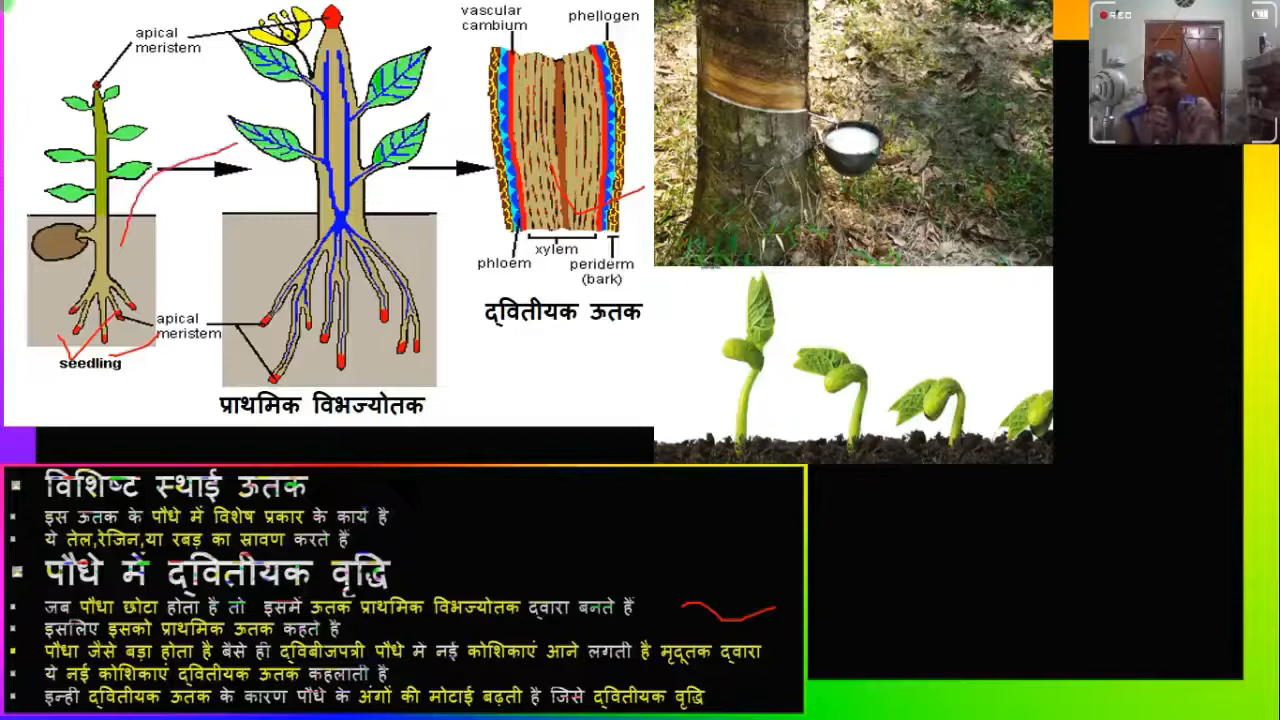 apical
meristem
vascular
cambium
phellogen
REC
xylem
phloem
periderm
(bark)
द्वितीयक ऊतक
apical
meristem
seedling
प्राथमिक विभज्योतक
विशिष्ट स्थाई ऊतक
इस ऊतक के पौधे में विशेष प्रकार के कार्य है
ये तेल,रेजिन,या रबड़ का स्रावण करते हैं
पौधे में द्वितीयक वृद्धि
जब पौधा छोटा होता है तो इसमें ऊतक प्राथमिक विभज्योतक द्वारा बनते हैं
इसलिए इसको प्राथमिक ऊतक कहते है
पौधा जैसे बड़ा होता है बैसे ही द्विबीजपत्री पौधे मे नई कोशिकाएं आने लगती है मृदूतक द्वारा
ये नई कोशिकाएं द्वितीयक ऊतक कहलाती है
इन्ही द्वितीयक ऊतक के कारण पौधे के अंगों की मोटाई बढ़ती है जिसे द्वितीयक वृद्धि